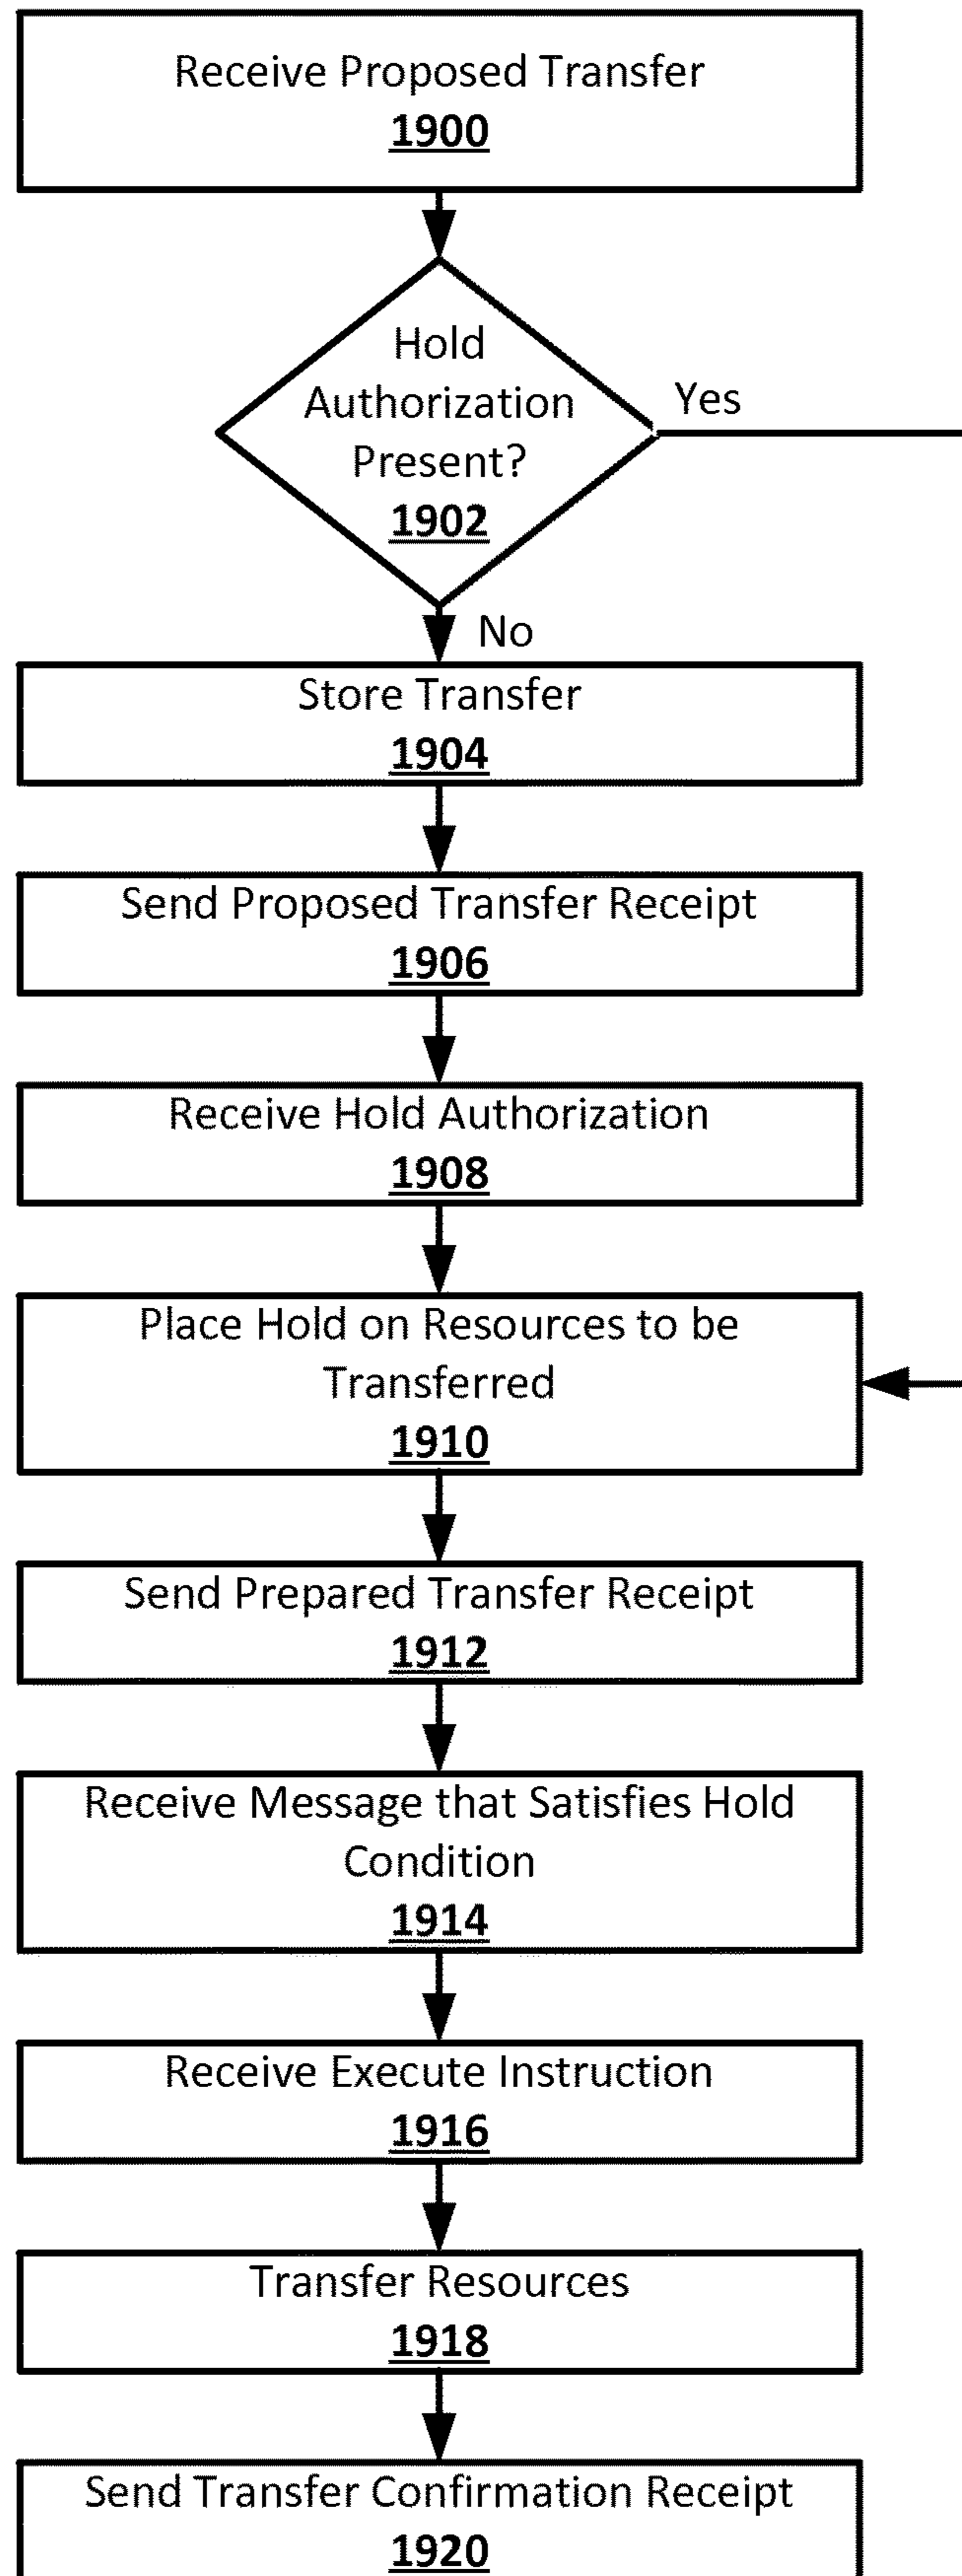 Receive Proposed Transfer
1900
Hold
Authorization
Present?
1902
Yes
No
Store Transfer
1904
Send Proposed Transfer Receipt
1906
Receive Hold Authorization
1908
Place Hold on Resources to be
Transferred
1910
Send Prepared Transfer Receipt
1912
Receive Message that Satisfies Hold
Condition
1914
Receive Execute Instruction
1916
Transfer Resources
1918
Send Transfer Confirmation Receipt
1920